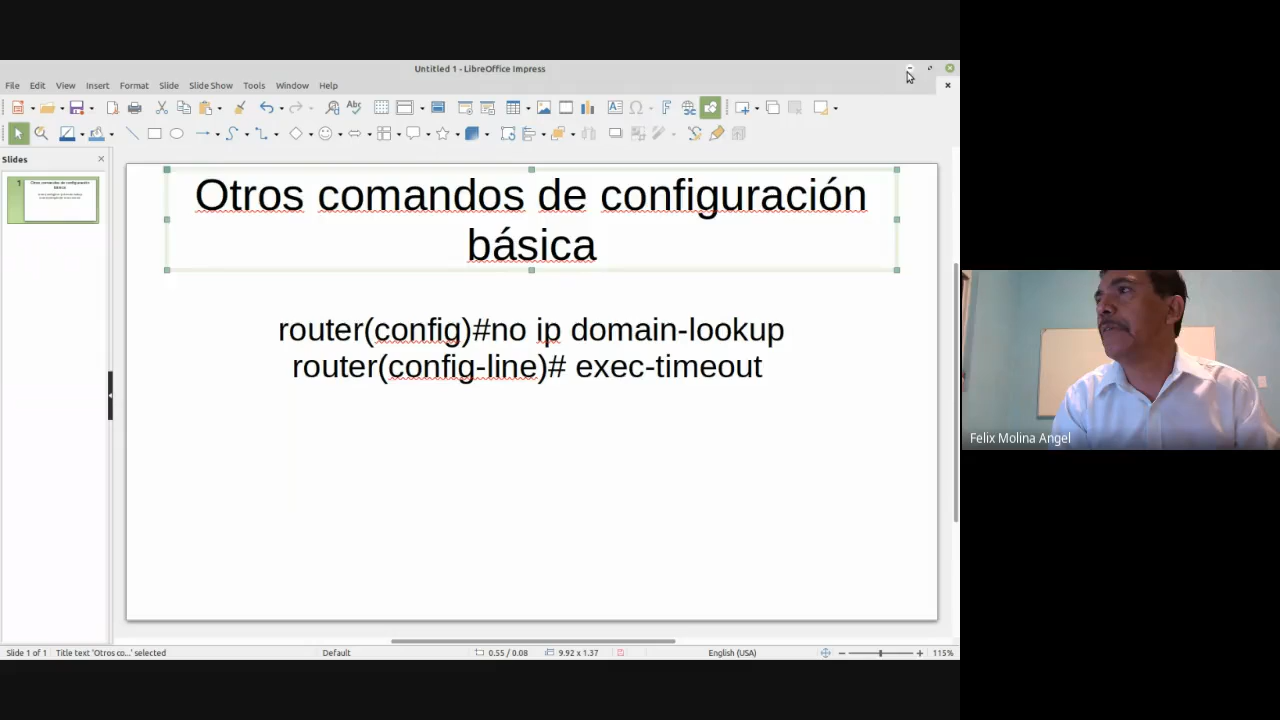 Untitled 1 - LibreOffice Impress
File Edit View Insert Format Slide Slide Show Tools Window Help
Slides
1
Otros comandos de configuración
básica
router(config)#no ip domain-lookup
router(config-line)# exec-timeout
Felix Molina Angel
Slide 1 of 1 Title text 'Otros co...' selected Default 0.55 / 0.08 9.92 x 1.37 English (USA) 115%